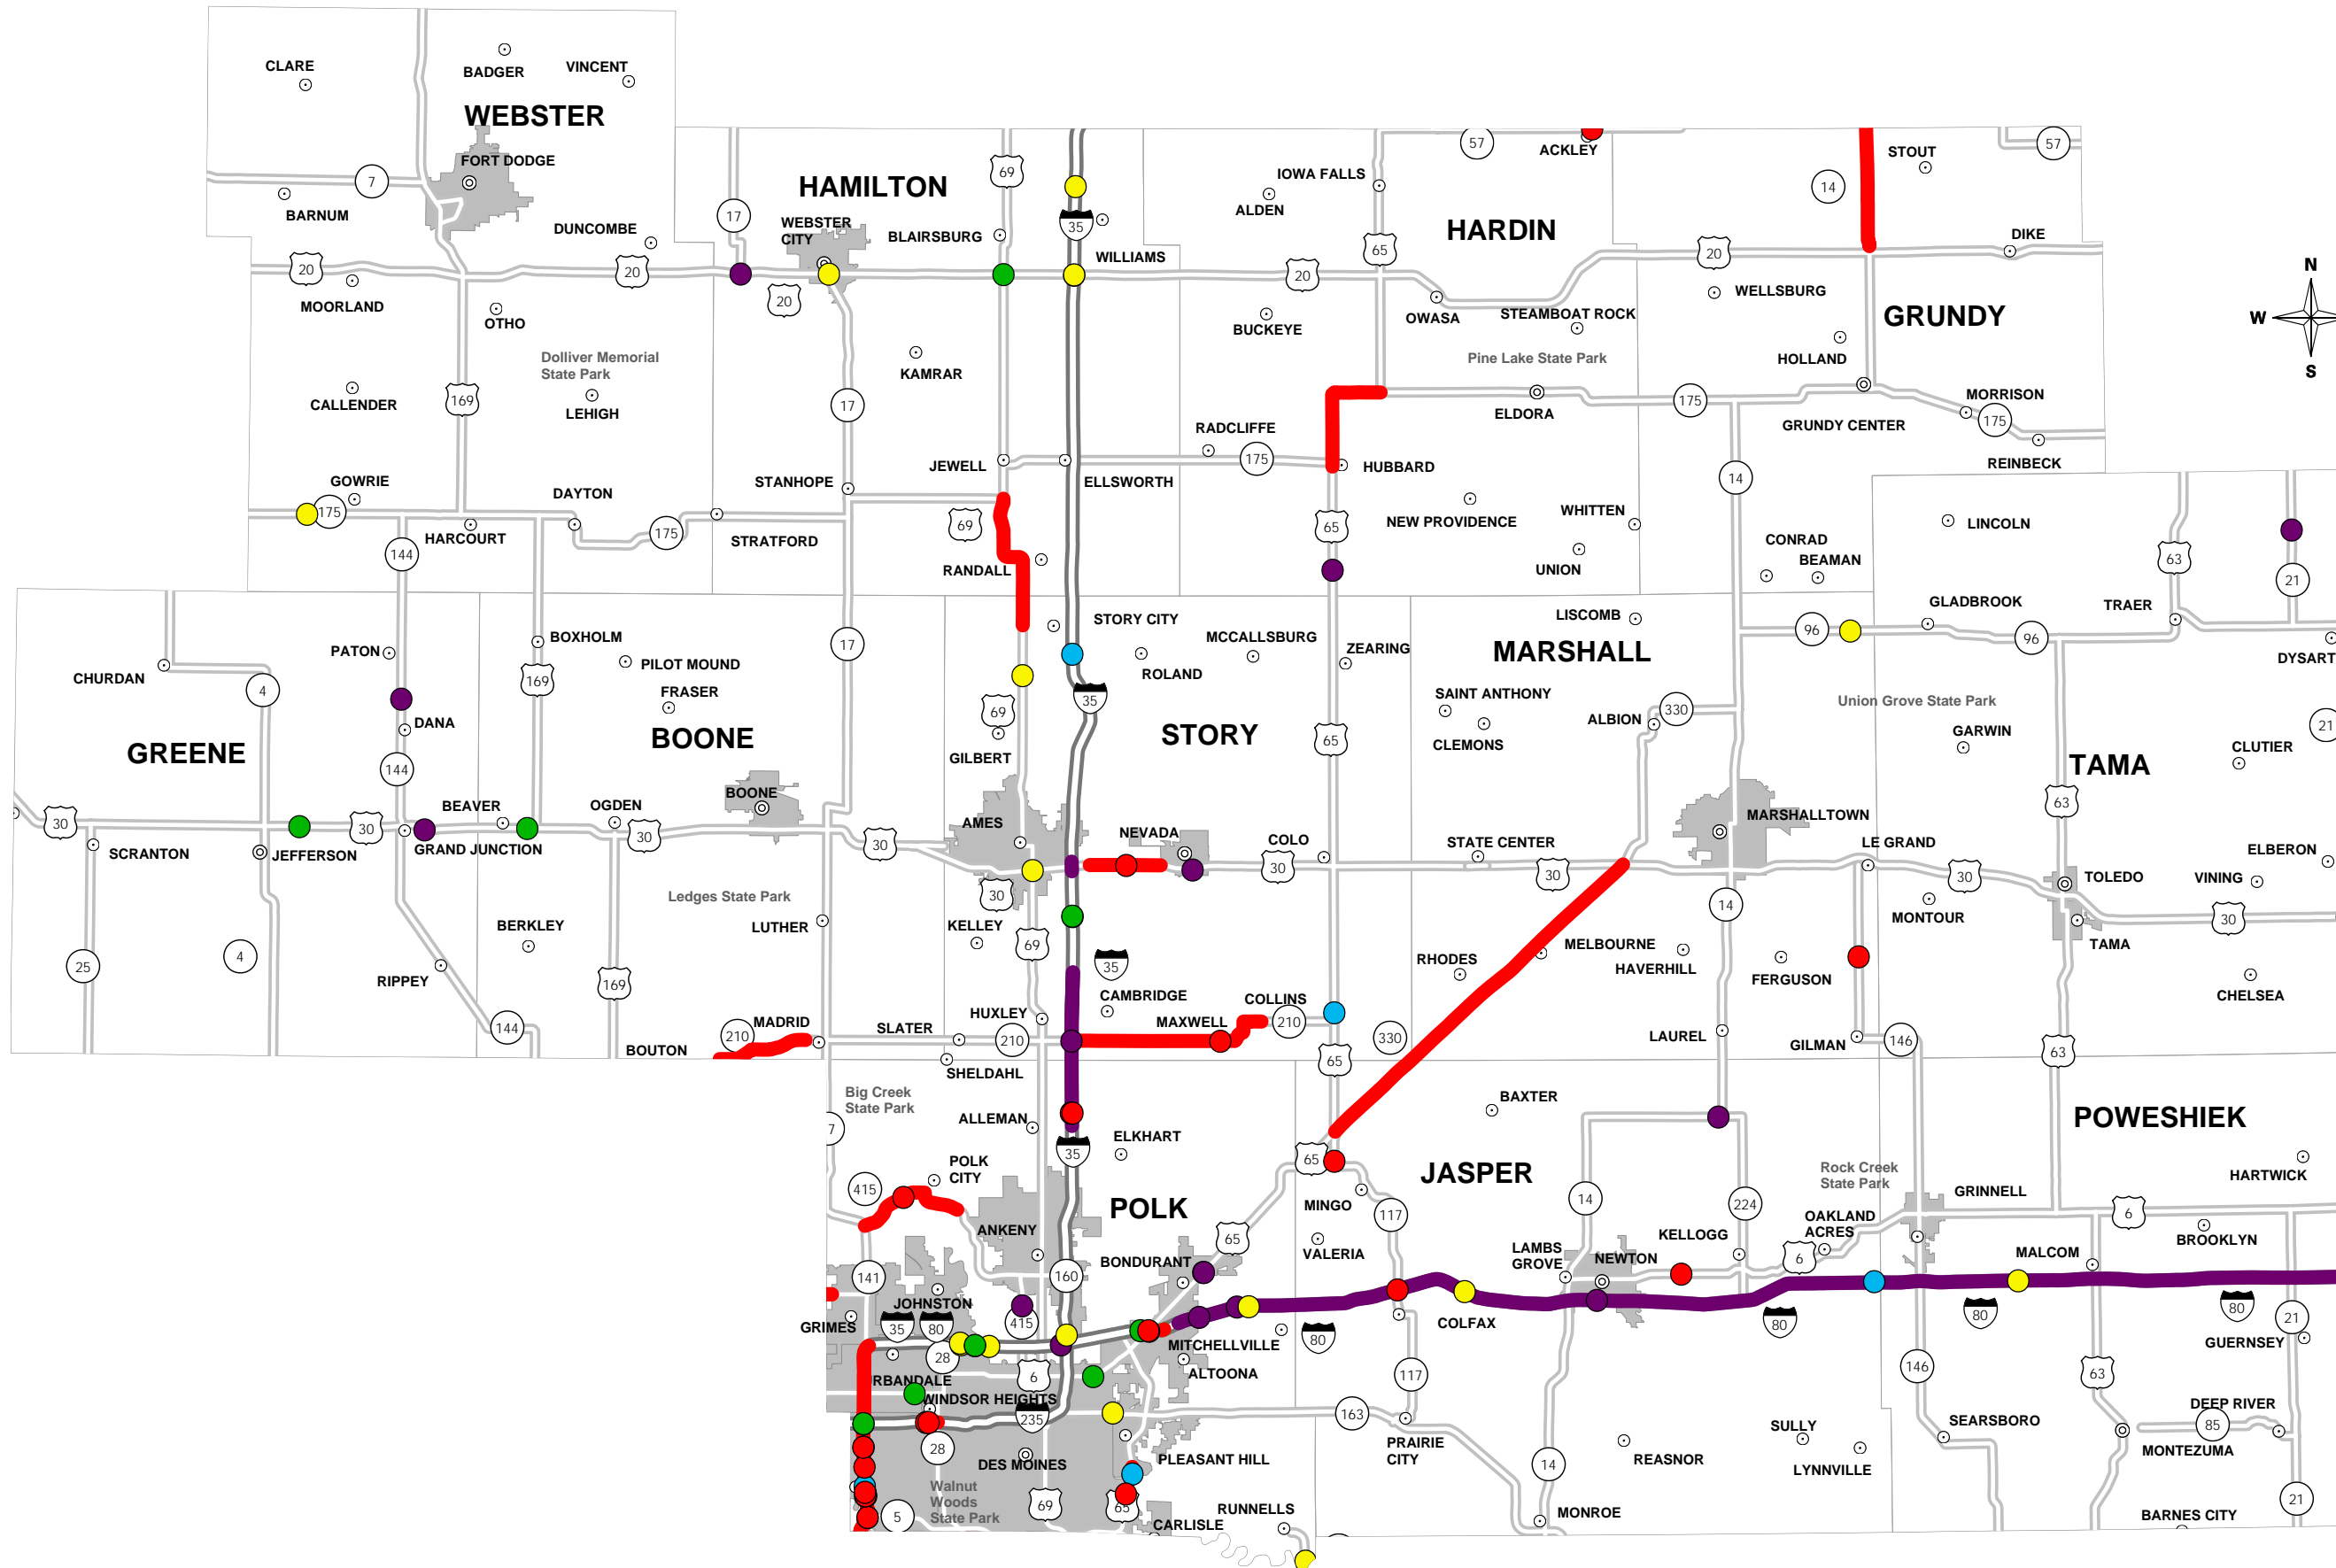 CLARE
BADGER
VINCENT
WEBSTER
FORT DODGE
7
BARNUM
DUNCOMBE
20
MOORLAND
OTHO
20
Dolliver Memorial
State Park
CALLENDER
169
LEHIGH
GOWRIE
175
DAYTON
HARCOURT
144
175
STRATFORD
HAMILTON
17
WEBSTER
CITY
BLAIRSBURG
69
35
WILLIAMS
20
KAMRAR
17
JEWELL
STANHOPE
ELLSWORTH
69
RANDALL
57
ACKLEY
IOWA FALLS
ALDEN
HARDIN
65
20
BUCKEYE
OWASA
STEAMBOAT ROCK
Pine Lake State Park
RADCLIFFE
175
HUBBARD
ELDORA
NEW PROVIDENCE
65
WHITTEN
UNION
14
STOUT
57
DIKE
20
WELLSBURG
GRUNDY
HOLLAND
175
MORRISON
175
GRUNDY CENTER
REINBECK
14
CONRAD
BEAMAN
N
W
S
LINCOLN
63
21
GLADBROOK
TRAER
96
96
DYSART
Union Grove State Park
GARWIN
21
CLUTIER
TAMA
63
LE GRAND
30
TOLEDO
ELBERON
VINING
MONTOUR
30
TAMA
CHELSEA
63
CHURDAN
4
PATON
DANA
GREENE
144
30
30
SCRANTON
JEFFERSON
GRAND JUNCTION
25
4
RIPPEY
144
BOXHOLM
PILOT MOUND
169
FRASER
17
BOONE
BEAVER
OGDEN
BOONE
30
30
Ledges State Park
BERKLEY
LUTHER
169
BOUTON
210
MADRID
STORY CITY
MCCALLSBURG
ZEARING
ROLAND
35
69
GILBERT
STORY
65
AMES
NEVADA
COLO
30
30
KELLEY
69
35
CAMBRIDGE
COLLINS
HUXLEY
MAXWELL
210
SLATER
210
SHELDAHL
65
LISCOMB
MARSHALL
SAINT ANTHONY
CLEMONS
ALBION
330
MARSHALLTOWN
STATE CENTER
30
14
RHODES
MELBOURNE
HAVERHILL
FERGUSON
330
LAUREL
GILMAN
146
Big Creek
State Park
7
ALLEMAN
35
ELKHART
POLK
CITY
415
ANKENY
POLK
BONDURANT
65
141
160
JOHNSTON
415
GRIMES
35
80
28
MITCHELLVILLE
ALTOONA
6
URBANDALE
WINDSOR HEIGHTS
235
28
DES MOINES
PLEASANT HILL
Walnut
Woods
State Park
5
69
65
CARLISLE
RUNNELLS
65
MINGO
117
VALERIA
BAXTER
JASPER
14
224
LAMBS
GROVE
NEWTON
KELLOGG
COLFAX
80
80
117
163
PRAIRIE
CITY
14
REASNOR
SULLY
LYNNVILLE
MONROE
POWESHIEK
HARTWICK
Rock Creek
State Park
GRINNELL
OAKLAND
ACRES
6
6
BROOKLYN
MALCOM
80
80
21
GUERNSEY
146
63
DEEP RIVER
85
SEARSBORO
MONTEZUMA
21
BARNES CITY